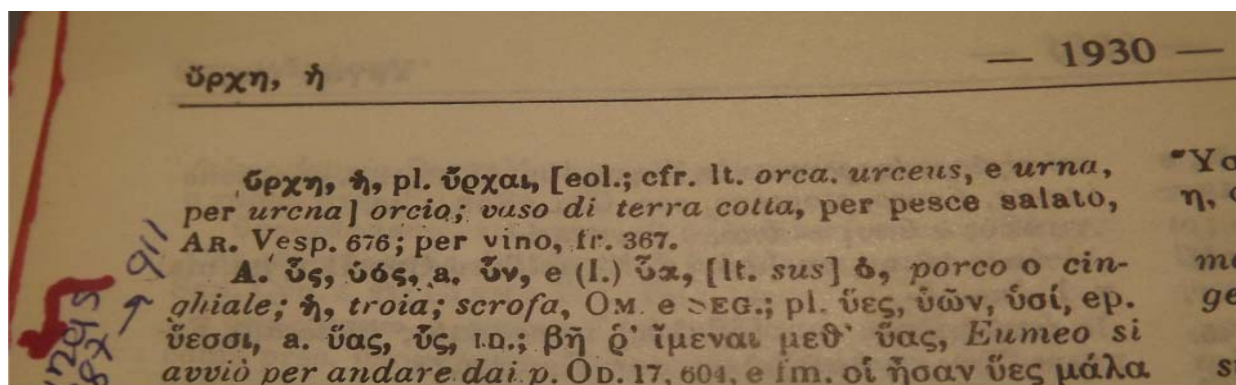 ὕρχη, ἡ — 1930 —
ὕρχη, ἡ, pl. ὕρχαι, [eol.; cfr. lt. orca. urceus, e urna,
per urcna] orcio; vaso di terra cotta, per pesce salato,
AR. Vesp. 676; per vino, fr. 367.
A. ὗς, ὑός, a. ὗν, e (I.) ὗα, [lt. sus] ὁ, porco o cin-
ghiale; ἡ, troia; scrofa, OM. e SEG.; pl. ὕες, ὑῶν, ὑσί, ep.
ὕεσσι, a. ὕας, ὗς, I.D.; βῆ ῥ' ἴμεναι μεθ' ὕας, Eumeo si
avviò per andare dai p. OD. 17, 604, e fm. οἱ ἦσαν ὕες μάλα
η,
911